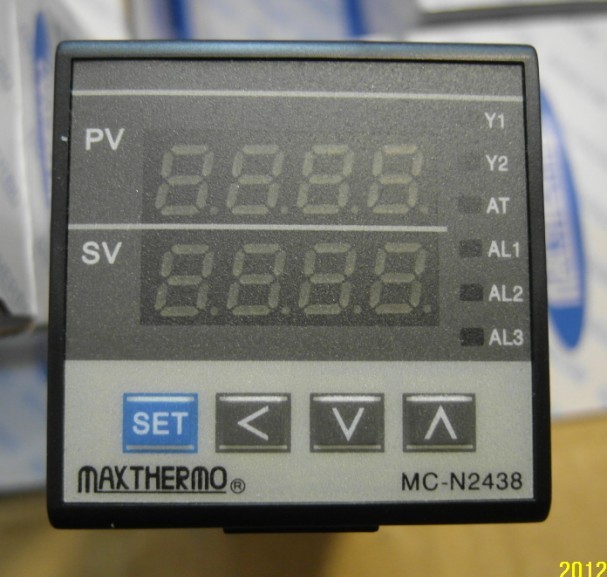 PV
Y1
Y2
AT
SV
AL1
AL2
AL3
SET < V Λ
MAXTHERMO®
MC-N2438
2012